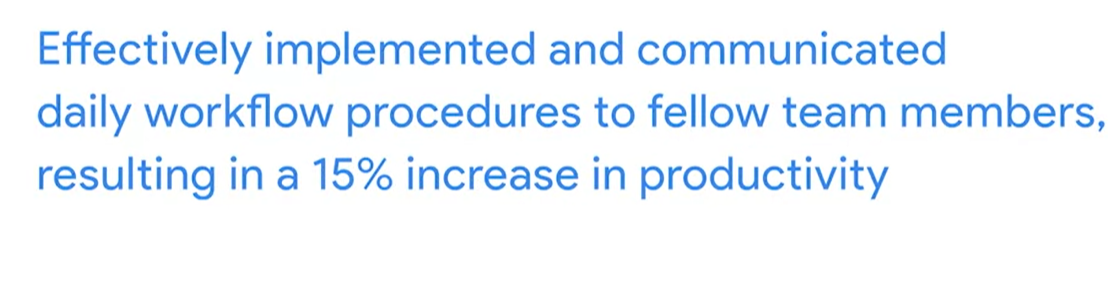 Effectively implemented and communicated
daily workflow procedures to fellow team members,
resulting in a 15% increase in productivity